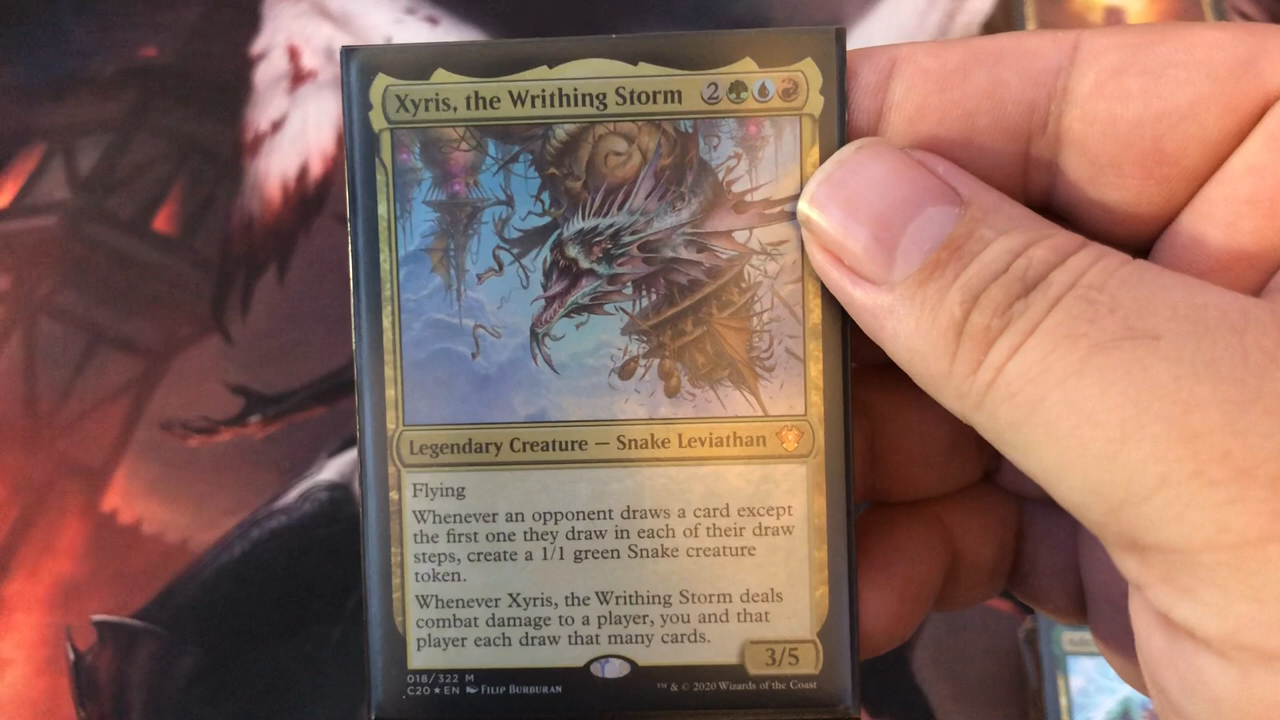 Xyris, the Writhing Storm 2
Legendary Creature — Snake Leviathan
Flying
Whenever an opponent draws a card except
the first one they draw in each of their draw
steps, create a 1/1 green Snake creature
token.
Whenever Xyris, the Writhing Storm deals
combat damage to a player, you and that
player each draw that many cards.
3/5
018/322 M
C20 ★ EN Filip Burburan
™ & © 2020 Wizards of the Coast